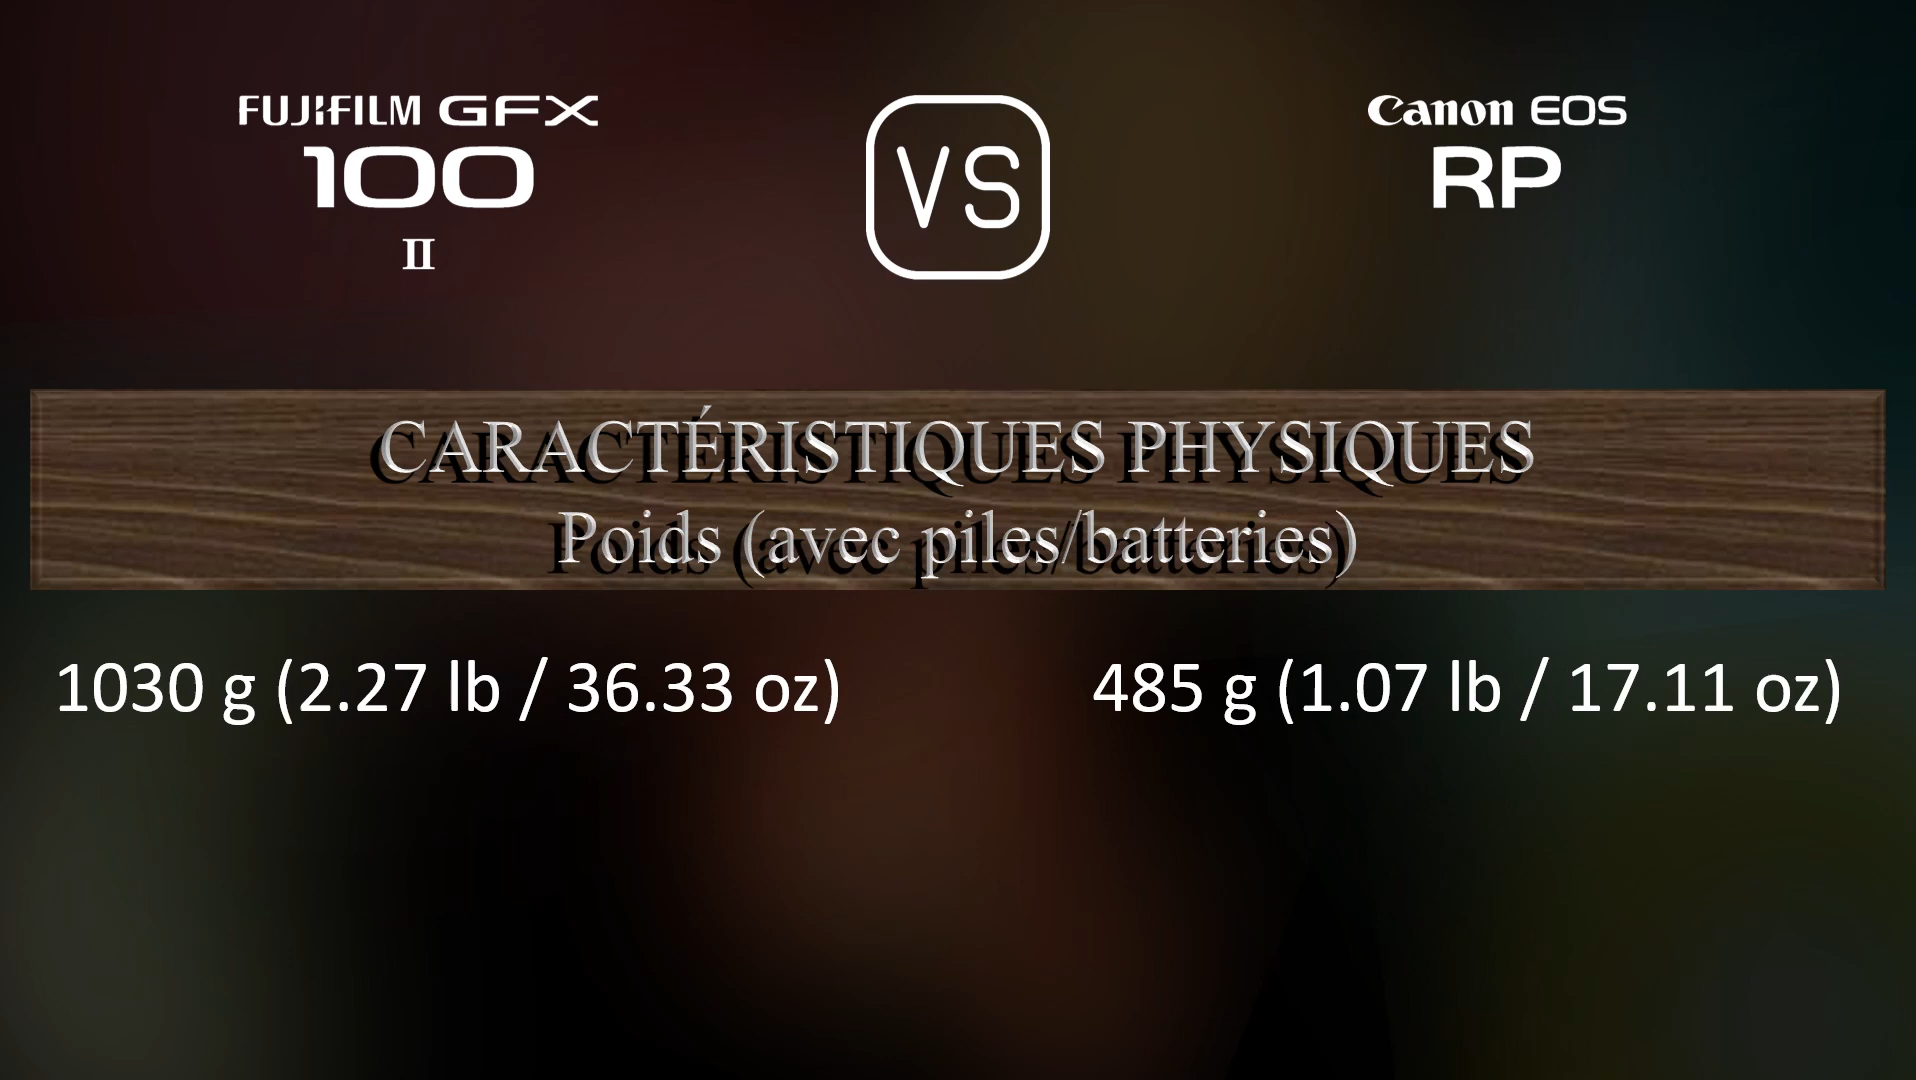 FUJIFILM GFX
100
II
VS
Canon EOS
RP
CARACTÉRISTIQUES PHYSIQUES
Poids (avec piles/batteries)
1030 g (2.27 lb / 36.33 oz)
485 g (1.07 lb / 17.11 oz)